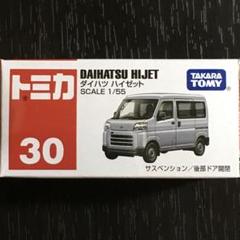 トミカ
30
DAIHATSU HIJET
ダイハツ ハイゼット
SCALE 1/55
TAKARA
TOMY
サスペンション／後部ドア開閉